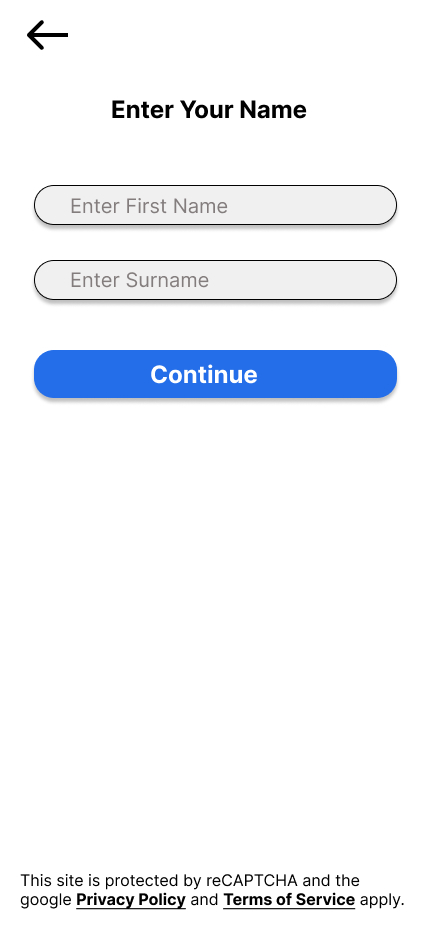 Enter Your Name
Enter First Name
Enter Surname
Continue
This site is protected by reCAPTCHA and the
google Privacy Policy and Terms of Service apply.